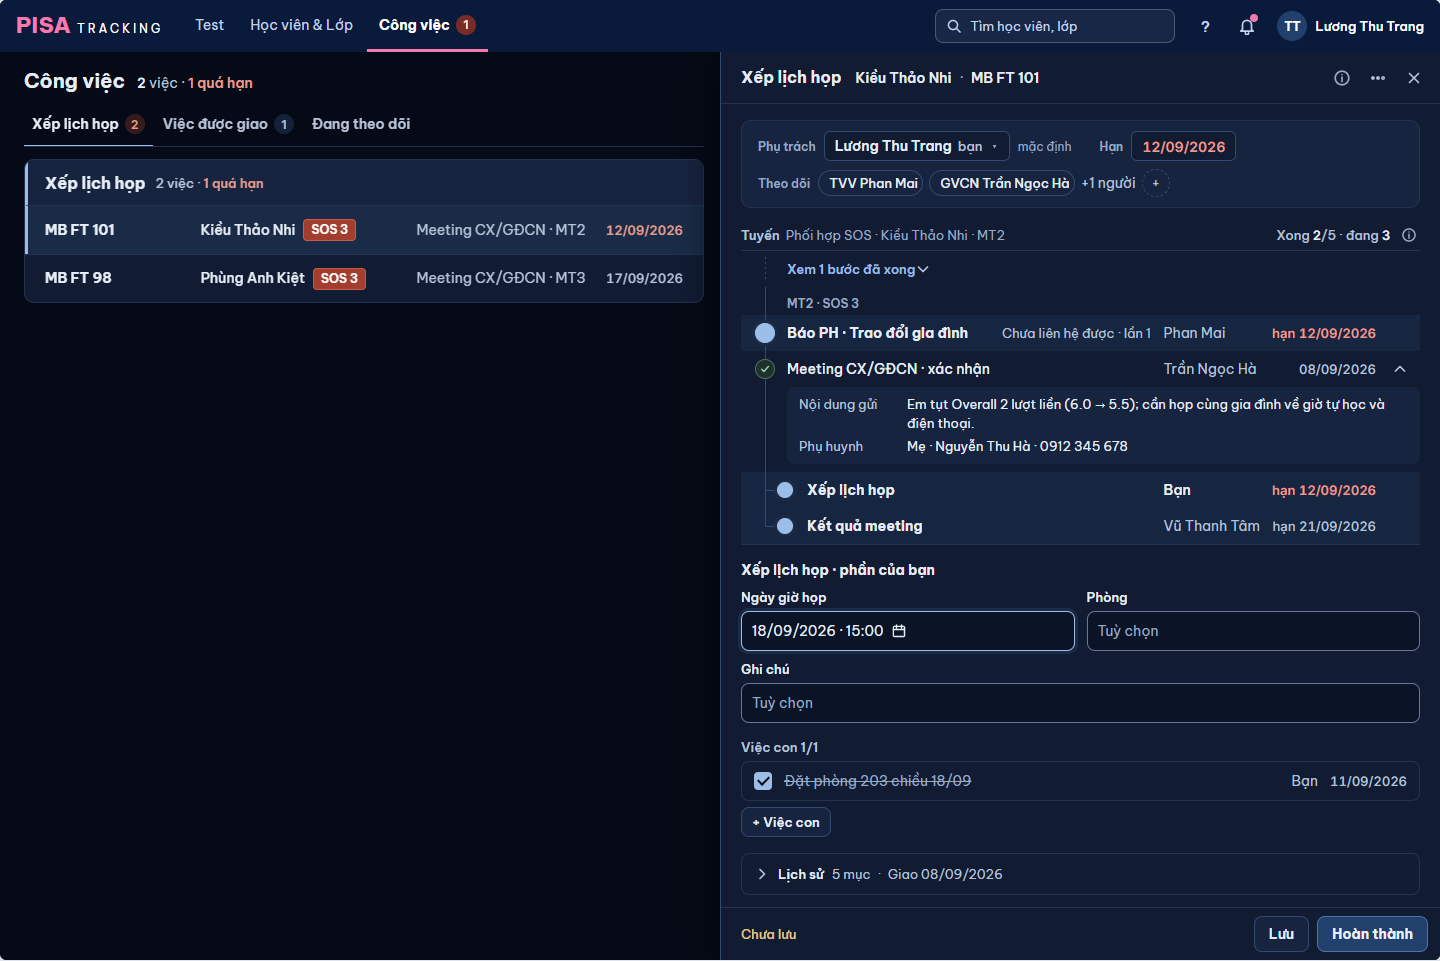 PISA TRACKING Test Học viên & Lớp Công việc 1 Tìm học viên, lớp ? TT Lương Thu Trang
Công việc 2 việc · 1 quá hạn
Xếp lịch họp 2 Việc được giao 1 Đang theo dõi
Xếp lịch họp 2 việc · 1 quá hạn
MB FT 101 Kiều Thảo Nhi SOS 3 Meeting CX/GĐCN · MT2 12/09/2026
MB FT 98 Phùng Anh Kiệt SOS 3 Meeting CX/GĐCN · MT3 17/09/2026
Xếp lịch họp Kiều Thảo Nhi · MB FT 101
Phụ trách Lương Thu Trang bạn mặc định Hạn 12/09/2026
Theo dõi TVV Phan Mai GVCN Trần Ngọc Hà +1 người +
Tuyến Phối hợp SOS · Kiều Thảo Nhi · MT2 Xong 2/5 · đang 3
Xem 1 bước đã xong
MT2 · SOS 3
Báo PH · Trao đổi gia đình Chưa liên hệ được · lần 1 Phan Mai hạn 12/09/2026
Meeting CX/GĐCN · xác nhận Trần Ngọc Hà 08/09/2026
Nội dung gửi Em tụt Overall 2 lượt liền (6.0 → 5.5); cần họp cùng gia đình về giờ tự học và
điện thoại.
Phụ huynh Mẹ · Nguyễn Thu Hà · 0912 345 678
Xếp lịch họp Bạn hạn 12/09/2026
Kết quả meeting Vũ Thanh Tâm hạn 21/09/2026
Xếp lịch họp · phần của bạn
Ngày giờ họp Phòng
18/09/2026 · 15:00 Tuỳ chọn
Ghi chú
Tuỳ chọn
Việc con 1/1
Đặt phòng 203 chiều 18/09 Bạn 11/09/2026
+ Việc con
Lịch sử 5 mục · Giao 08/09/2026
Chưa lưu Lưu Hoàn thành